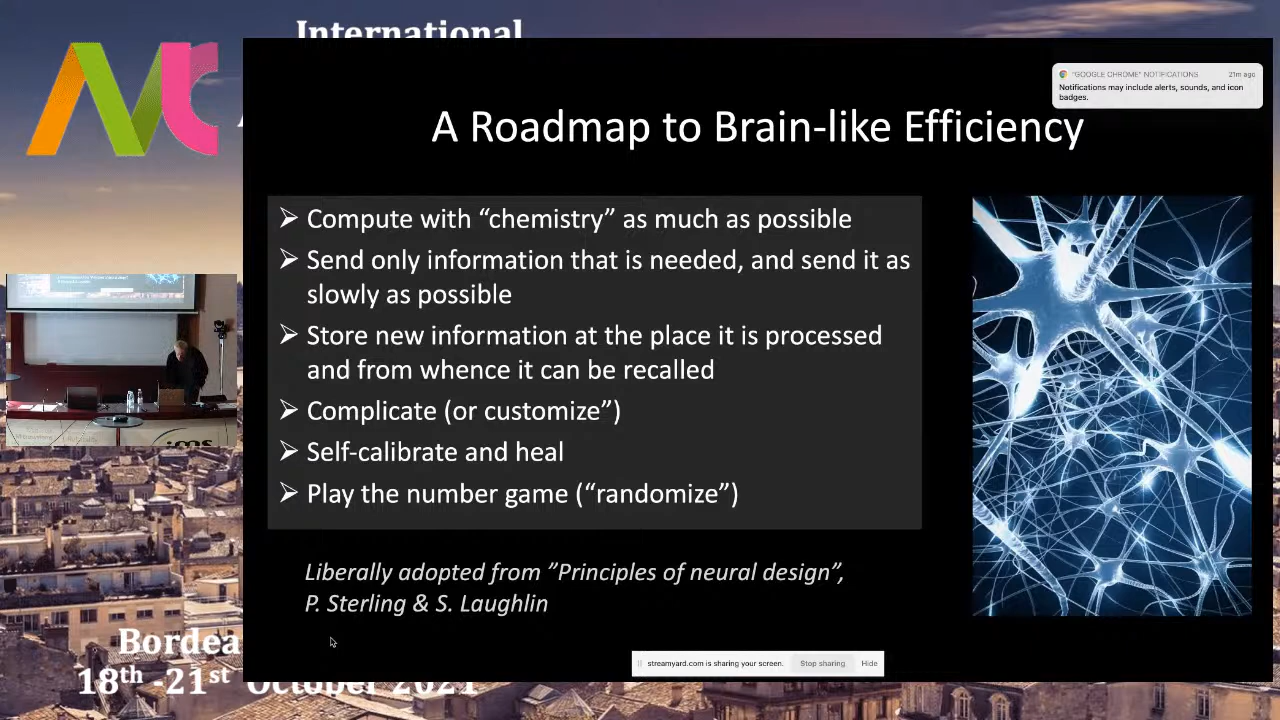 International
"GOOGLE CHROME" NOTIFICATIONS 21m ago
Notifications may include alerts, sounds, and icon
badges.
A Roadmap to Brain-like Efficiency
➢ Compute with “chemistry” as much as possible
➢ Send only information that is needed, and send it as
slowly as possible
➢ Store new information at the place it is processed
and from whence it can be recalled
➢ Complicate (or customize”)
➢ Self-calibrate and heal
➢ Play the number game (“randomize”)
Liberally adopted from ”Principles of neural design”,
P. Sterling & S. Laughlin
Bordea
18th -21st October 2021
streamyard.com is sharing your screen. Stop sharing Hide
ims